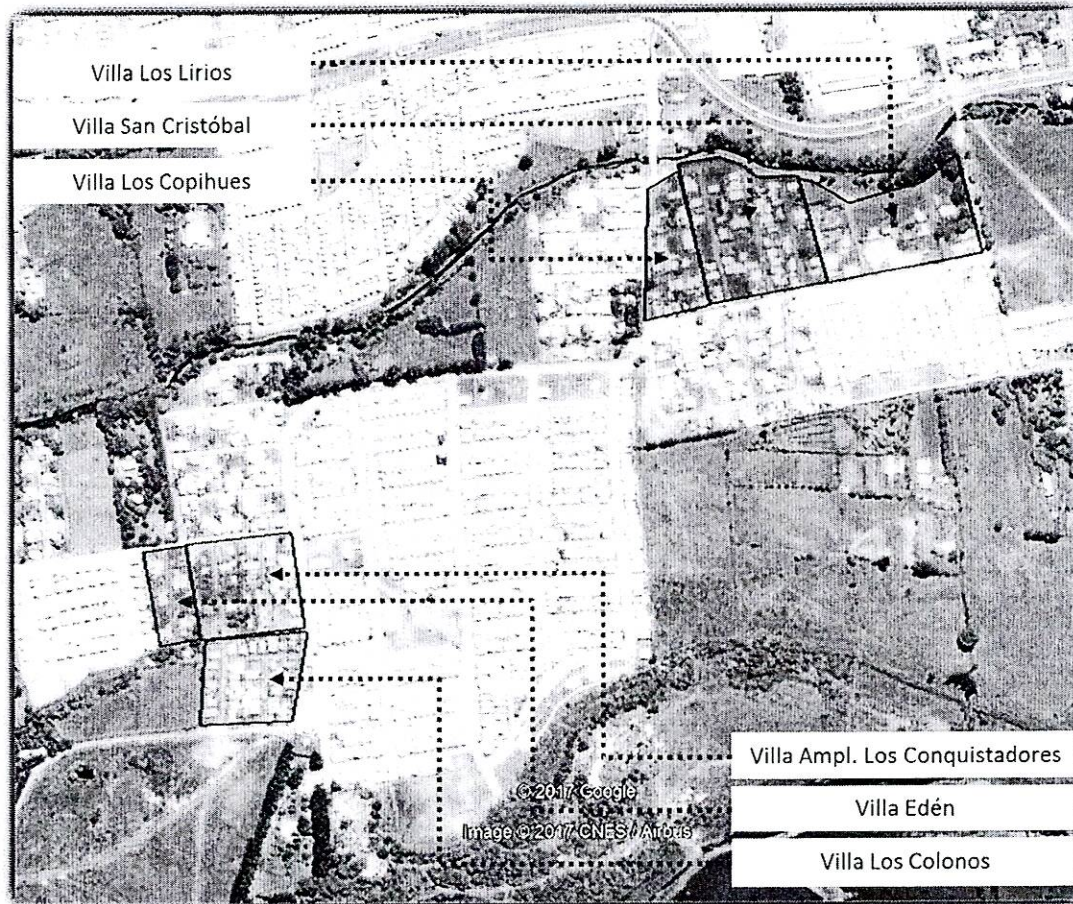 Villa Los Lirios
Villa San Cristóbal
Villa Los Copihues
Villa Ampl. Los Conquistadores
© 2017 Google
Villa Edén
Image © 2017 CNES / Airbus
Villa Los Colonos